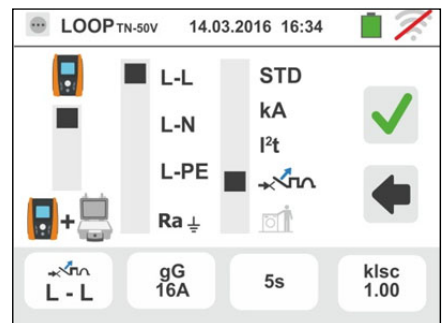 LOOP TN-50V 14.03.2016 16:34
L-L STD
L-N kA
I²t
L-PE
Ra
L - L
gG
16A
5s
kIsc
1.00